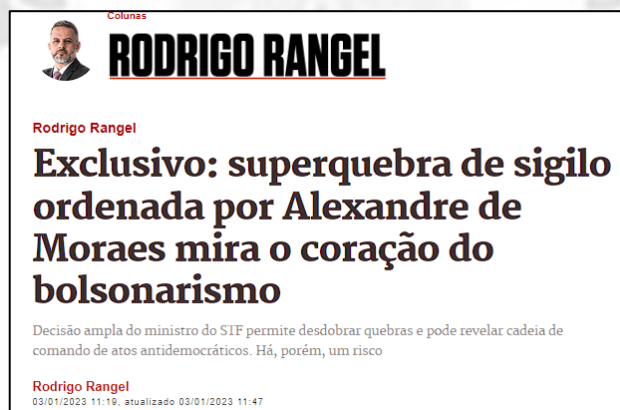 Colunas
RODRIGO RANGEL
Rodrigo Rangel
Exclusivo: superquebra de sigilo
ordenada por Alexandre de
Moraes mira o coração do
bolsonarismo
Decisão ampla do ministro do STF permite desdobrar quebras e pode revelar cadeia de
comando de atos antidemocráticos. Há, porém, um risco
Rodrigo Rangel
03/01/2023 11:19, atualizado 03/01/2023 11:47